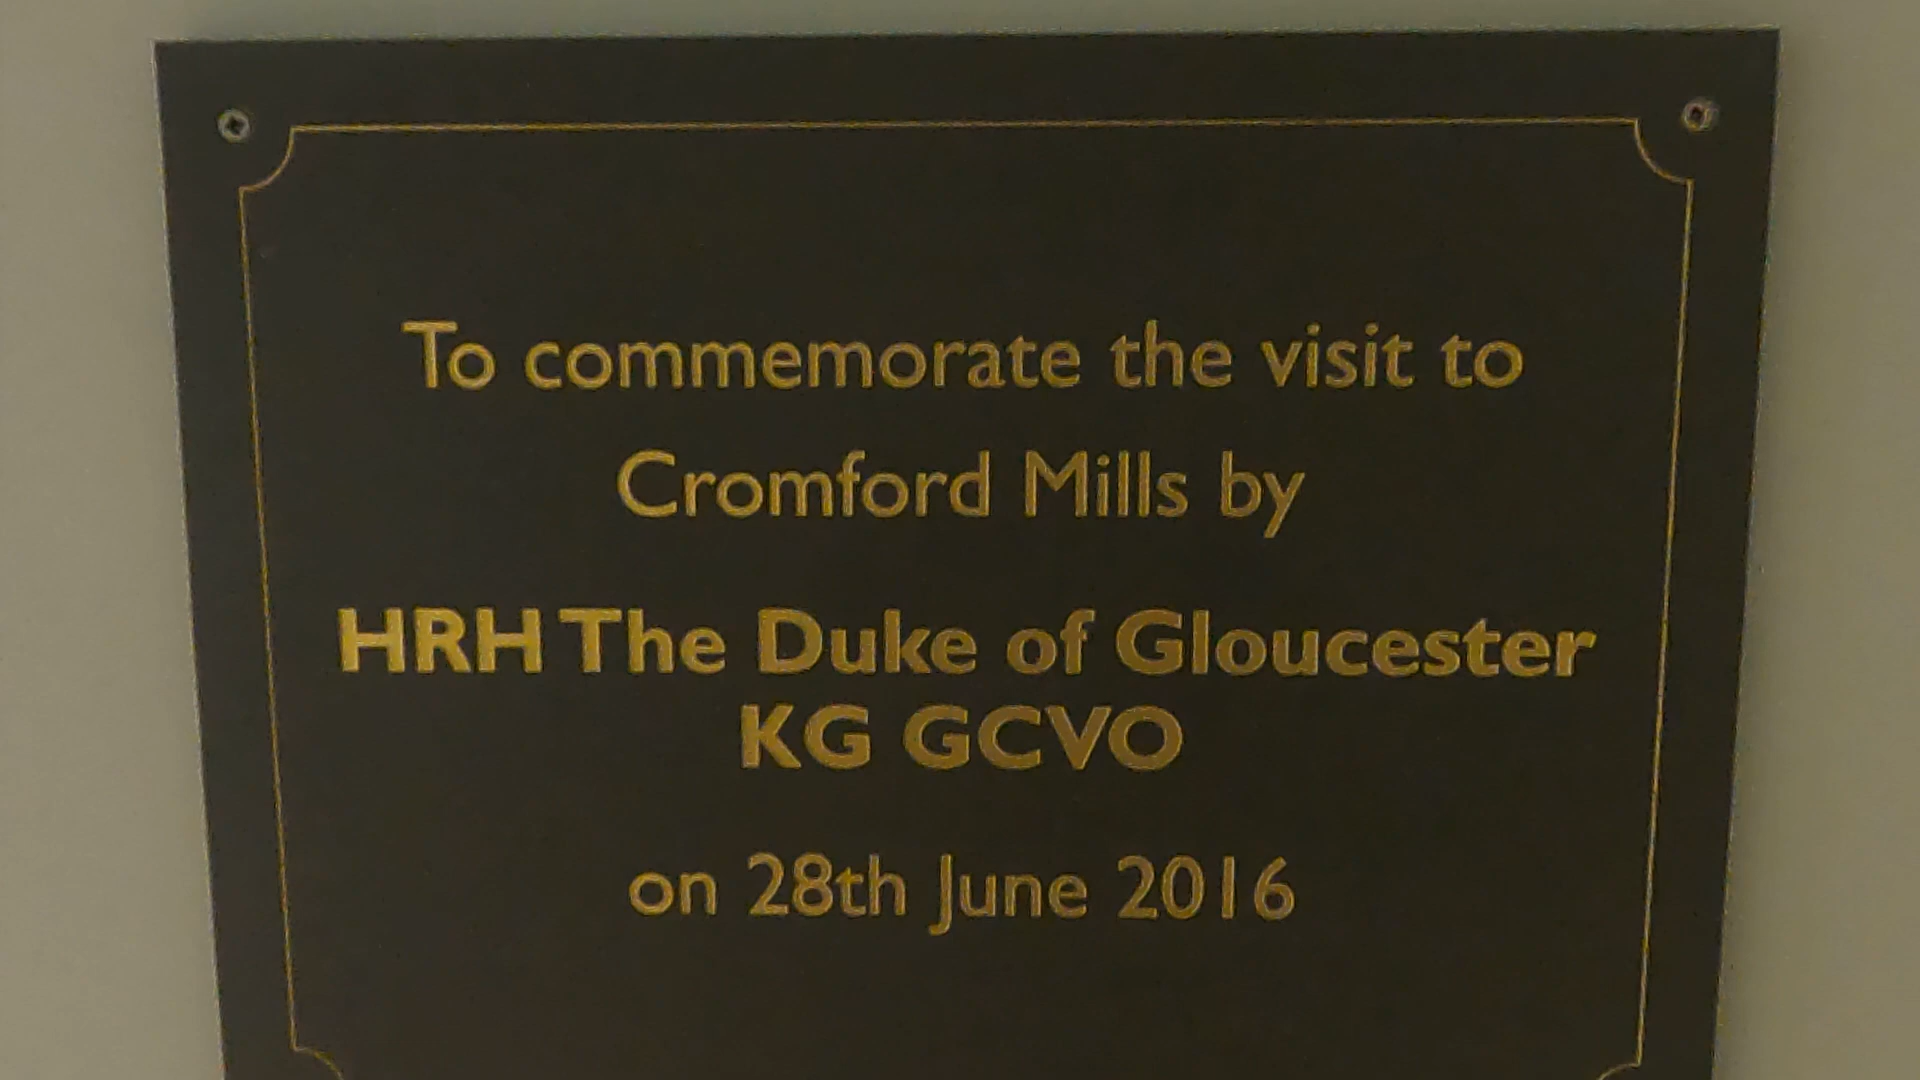 To commemorate the visit to
Cromford Mills by
HRH The Duke of Gloucester
KG GCVO
on 28th June 2016